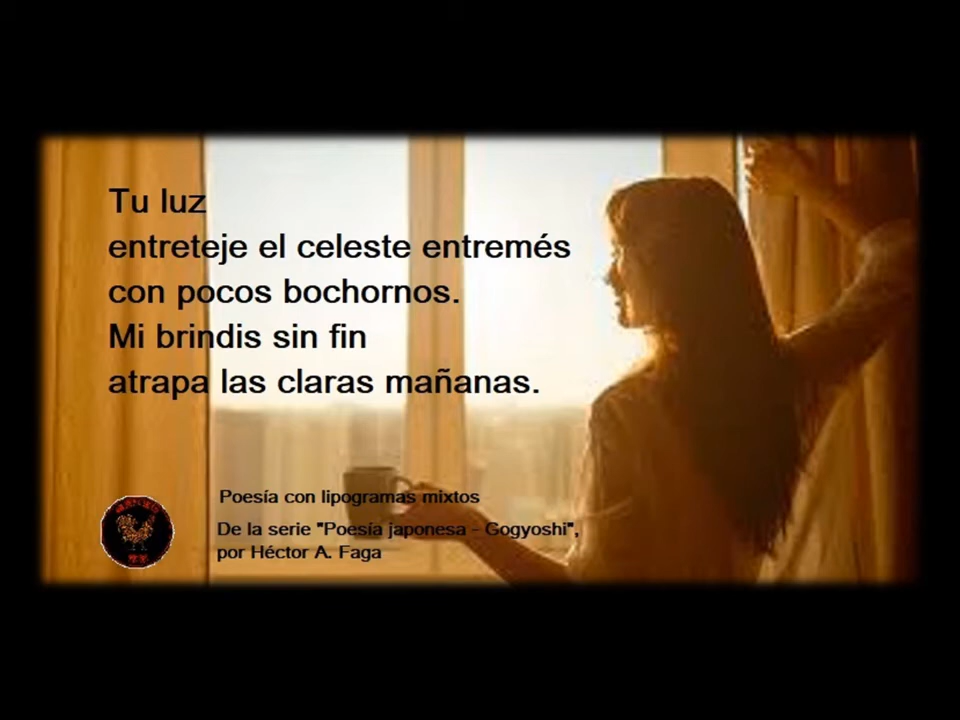 Tu luz
entreteje el celeste entremés
con pocos bochornos.
Mi brindis sin fin
atrapa las claras mañanas.
Poesía con lipogramas mixtos
De la serie "Poesía japonesa - Gogyoshi",
por Héctor A. Faga